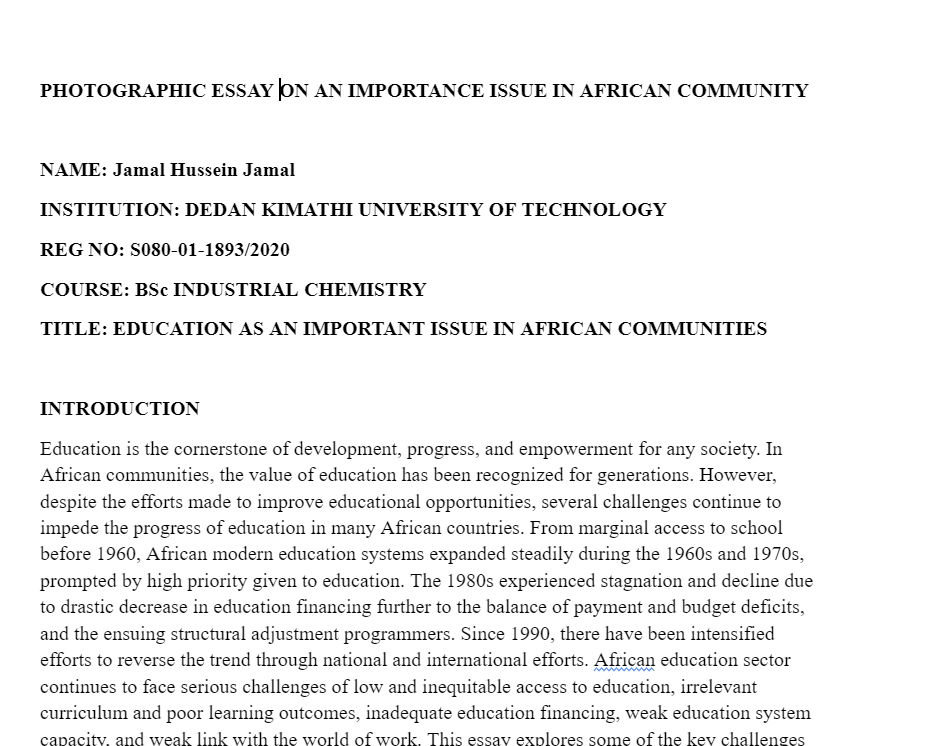 PHOTOGRAPHIC ESSAY ON AN IMPORTANCE ISSUE IN AFRICAN COMMUNITY
NAME: Jamal Hussein Jamal
INSTITUTION: DEDAN KIMATHI UNIVERSITY OF TECHNOLOGY
REG NO: S080-01-1893/2020
COURSE: BSc INDUSTRIAL CHEMISTRY
TITLE: EDUCATION AS AN IMPORTANT ISSUE IN AFRICAN COMMUNITIES
INTRODUCTION
Education is the cornerstone of development, progress, and empowerment for any society. In
African communities, the value of education has been recognized for generations. However,
despite the efforts made to improve educational opportunities, several challenges continue to
impede the progress of education in many African countries. From marginal access to school
before 1960, African modern education systems expanded steadily during the 1960s and 1970s,
prompted by high priority given to education. The 1980s experienced stagnation and decline due
to drastic decrease in education financing further to the balance of payment and budget deficits,
and the ensuing structural adjustment programmers. Since 1990, there have been intensified
efforts to reverse the trend through national and international efforts. African education sector
continues to face serious challenges of low and inequitable access to education, irrelevant
curriculum and poor learning outcomes, inadequate education financing, weak education system
capacity, and weak link with the world of work. This essay explores some of the key challenges